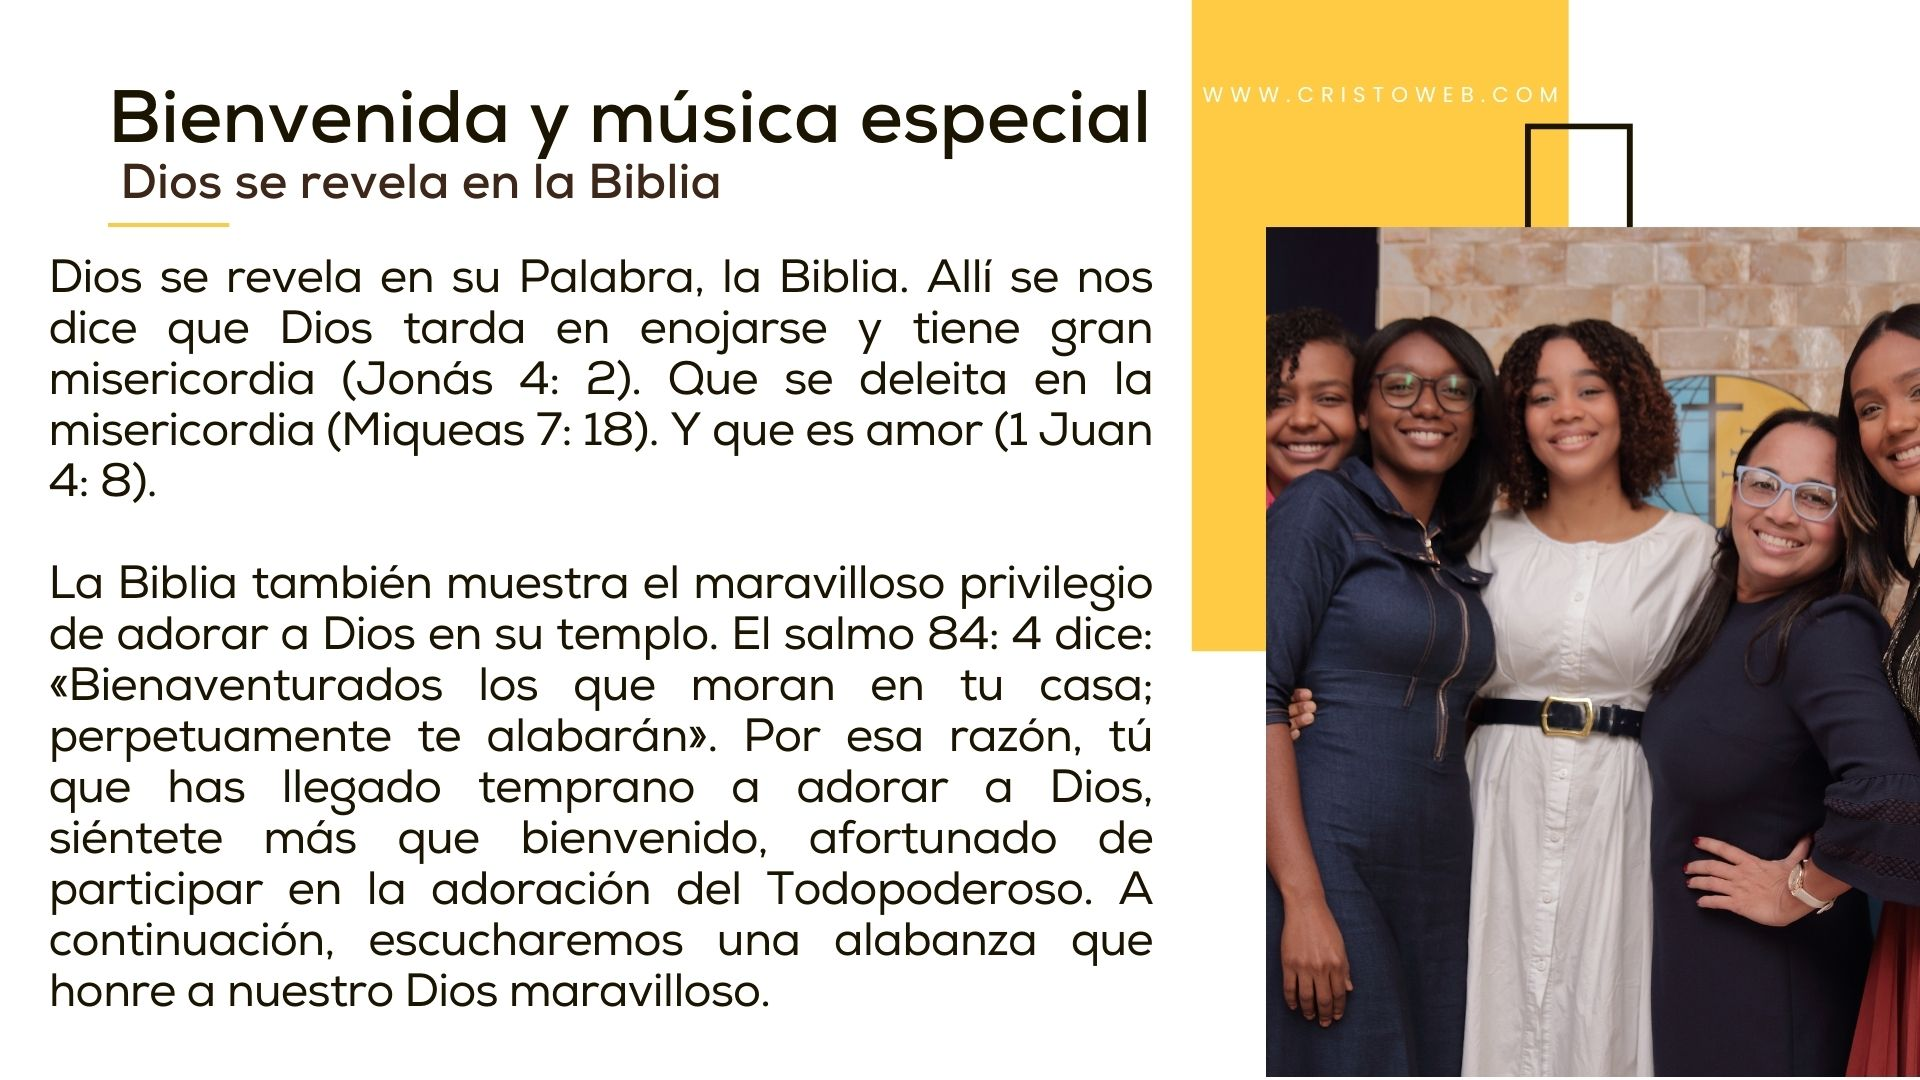 Bienvenida y música especial
Dios se revela en la Biblia
WWW.CRISTOWEB.COM
Dios se revela en su Palabra, la Biblia. Allí se nos
dice que Dios tarda en enojarse y tiene gran
misericordia (Jonás 4: 2). Que se deleita en la
misericordia (Miqueas 7: 18). Y que es amor (1 Juan
4: 8).
La Biblia también muestra el maravilloso privilegio
de adorar a Dios en su templo. El salmo 84: 4 dice:
«Bienaventurados los que moran en tu casa;
perpetuamente te alabarán». Por esa razón, tú
que has llegado temprano a adorar a Dios,
siéntete más que bienvenido, afortunado de
participar en la adoración del Todopoderoso. A
continuación, escucharemos una alabanza que
honre a nuestro Dios maravilloso.